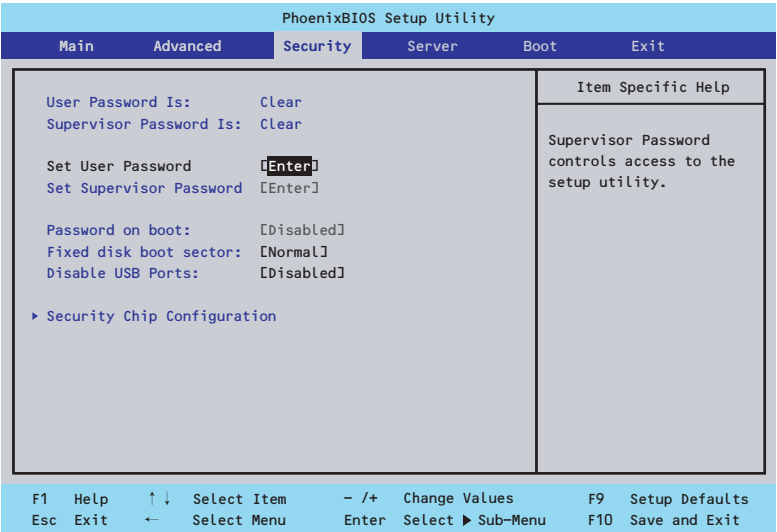 PhoenixBIOS Setup Utility
Main Advanced Security Server Boot Exit
Item Specific Help
User Password Is: Clear
Supervisor Password Is: Clear
Set User Password [Enter]
Set Supervisor Password [Enter]
Password on boot: [Disabled]
Fixed disk boot sector: [Normal]
Disable USB Ports: [Disabled]
▸ Security Chip Configuration
Supervisor Password
controls access to the
setup utility.
F1 Help ↑↓ Select Item - /+ Change Values F9 Setup Defaults
Esc Exit ← Select Menu Enter Select ▶ Sub-Menu F10 Save and Exit